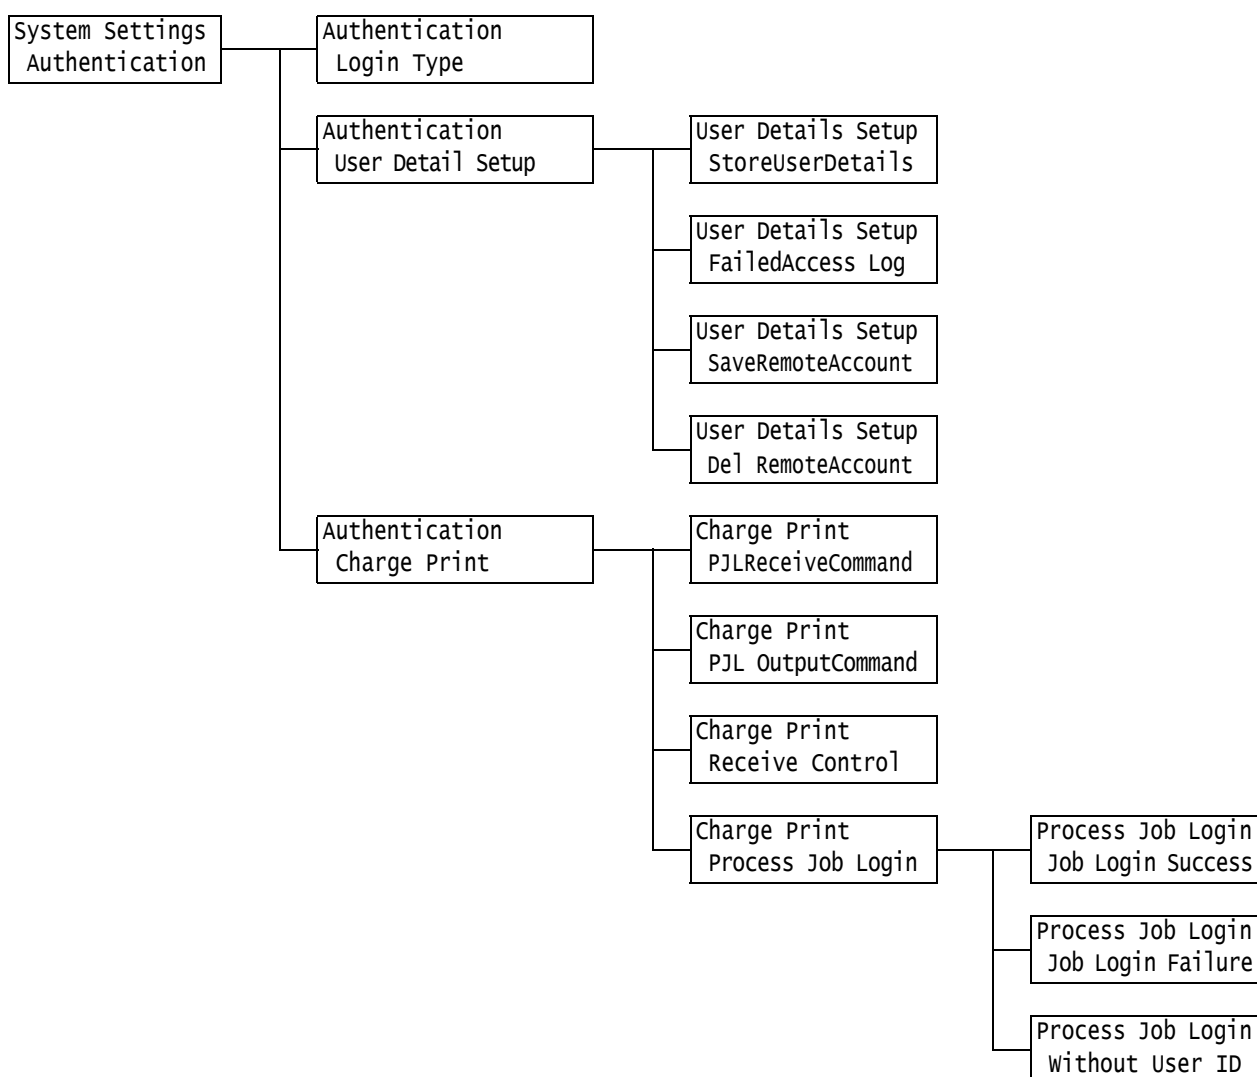 System Settings
Authentication
Authentication
Login Type
Authentication
User Detail Setup
User Details Setup
StoreUserDetails
User Details Setup
FailedAccess Log
User Details Setup
SaveRemoteAccount
User Details Setup
Del RemoteAccount
Authentication
Charge Print
Charge Print
PJLReceiveCommand
Charge Print
PJL OutputCommand
Charge Print
Receive Control
Charge Print
Process Job Login
Process Job Login
Job Login Success
Process Job Login
Job Login Failure
Process Job Login
Without User ID